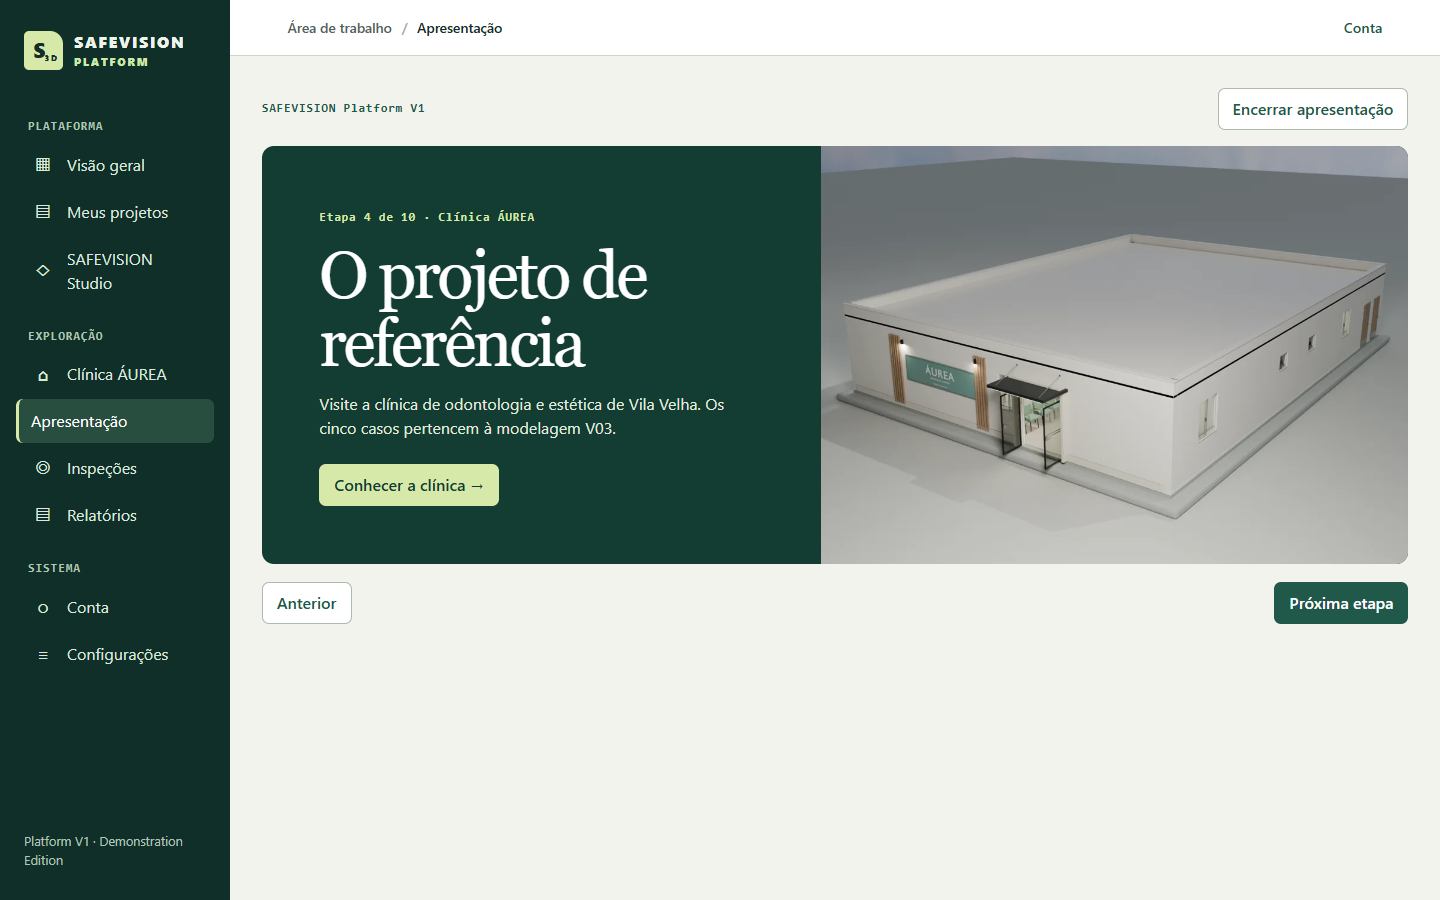 S3D
SAFEVISION
PLATFORM
PLATAFORMA
Visão geral
Meus projetos
SAFEVISION
Studio
EXPLORAÇÃO
Clínica ÁUREA
Apresentação
Inspeções
Relatórios
SISTEMA
Conta
Configurações
Platform V1 · Demonstration
Edition
Área de trabalho / Apresentação
Conta
SAFEVISION Platform V1
Encerrar apresentação
Etapa 4 de 10 · Clínica ÁUREA
O projeto de
referência
Visite a clínica de odontologia e estética de Vila Velha. Os
cinco casos pertencem à modelagem V03.
Conhecer a clínica →
ÁUREA
Anterior
Próxima etapa